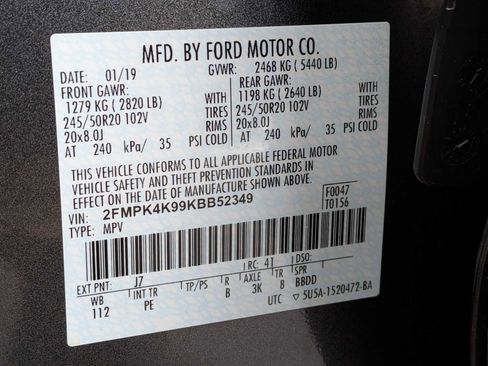 MFD. BY FORD MOTOR CO.
DATE: 01/19 GVWR: 2468 KG ( 5440 LB)
FRONT GAWR: REAR GAWR:
1279 KG ( 2820 LB) WITH 1198 KG ( 2640 LB) WITH
245/50R20 102V TIRES 245/50R20 102V TIRES
20x8.0J RIMS 20x8.0J RIMS
AT 240 kPa/ 35 PSI COLD AT 240 kPa/ 35 PSI COLD
THIS VEHICLE CONFORMS TO ALL APPLICABLE FEDERAL MOTOR
VEHICLE SAFETY AND THEFT PREVENTION STANDARDS IN
EFFECT ON THE DATE OF MANUFACTURE SHOWN ABOVE.
VIN: 2FMPK4K99KBB52349 F0047
TYPE: MPV T0156
EXT PNT: J7 RC: 41 DSO:
WB INT TR TP/PS R AXLE TR SPR
112 PE B 3K 8 BBDD
UTC ▽ 5U5A-1520472-BA